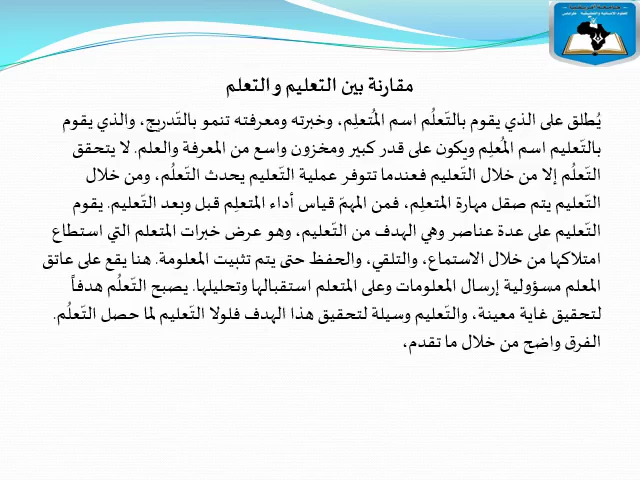 مقارنة بين التعليم والتعلم
يُطلق على الذي يقوم بالتّعلُم اسم المُتعلِم، وخبرته ومعرفته تنمو بالتّدريج، والذي يقوم
بالتّعليم اسم المُعلِم ويكون على قدر كبير ومخزون واسع من المعرفة والعلم. لا يتحقق
التّعلُم إلا من خلال التّعليم فعندما تتوفر عملية التّعليم يحدث التّعلُم، ومن خلال
التّعليم يتم صقل مهارة المتعلِم، فمن المهمّ قياس أداء المتعلِم قبل وبعد التّعليم. يقوم
التّعليم على عدة عناصر وهي الهدف من التّعليم، وهو عرض خبرات المتعلم التي استطاع
امتلاكها من خلال الاستماع، والتلقي، والحفظ حتى يتم تثبيت المعلومة. هنا يقع على عاتق
المعلم مسؤولية إرسال المعلومات وعلى المتعلم استقبالها وتحليلها. يصبح التّعلُم هدفاً
لتحقيق غاية معينة، والتّعليم وسيلة لتحقيق هذا الهدف فلولا التّعليم لما حصل التّعلُم.
الفرق واضح من خلال ما تقدم،